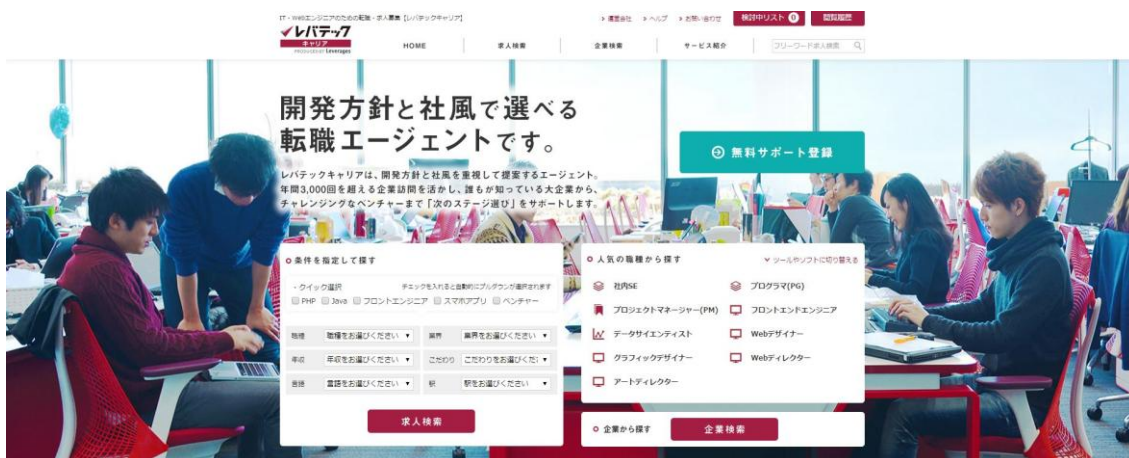 IT・Webエンジニアのための転職・求人募集【レバテックキャリア】
運営会社 ヘルプ お問い合わせ 検討中リスト 0 閲覧履歴
レバテック
キャリア
Leverages
HOME 求人検索 企業検索 サービス紹介 フリーワード求人検索
開発方針と社風で選べる
転職エージェントです。
無料サポート登録
レバテックキャリアは、開発方針と社風を重視して提案するエージェント。
年間3,000回を超える企業訪問を活かし、誰もが知っている大企業から、
チャレンジングなベンチャーまで「次のステージ選び」をサポートします。
条件を指定して探す
・クイック選択 チェックを入れると自動的にプルダウンが選択されます
PHP Java フロントエンジニア スマホアプリ ベンチャー
職種 職種をお選びください 業界 業界をお選びください
年収 年収をお選びください こだわり こだわりをお選びくださ
言語 言語をお選びください 駅 駅をお選びください
求人検索
人気の職種から探す ツールやソフトに切り替える
社内SE プログラマ(PG)
プロジェクトマネージャー(PM) フロントエンドエンジニア
データサイエンティスト Webデザイナー
グラフィックデザイナー Webディレクター
アートディレクター
企業から探す 企業検索